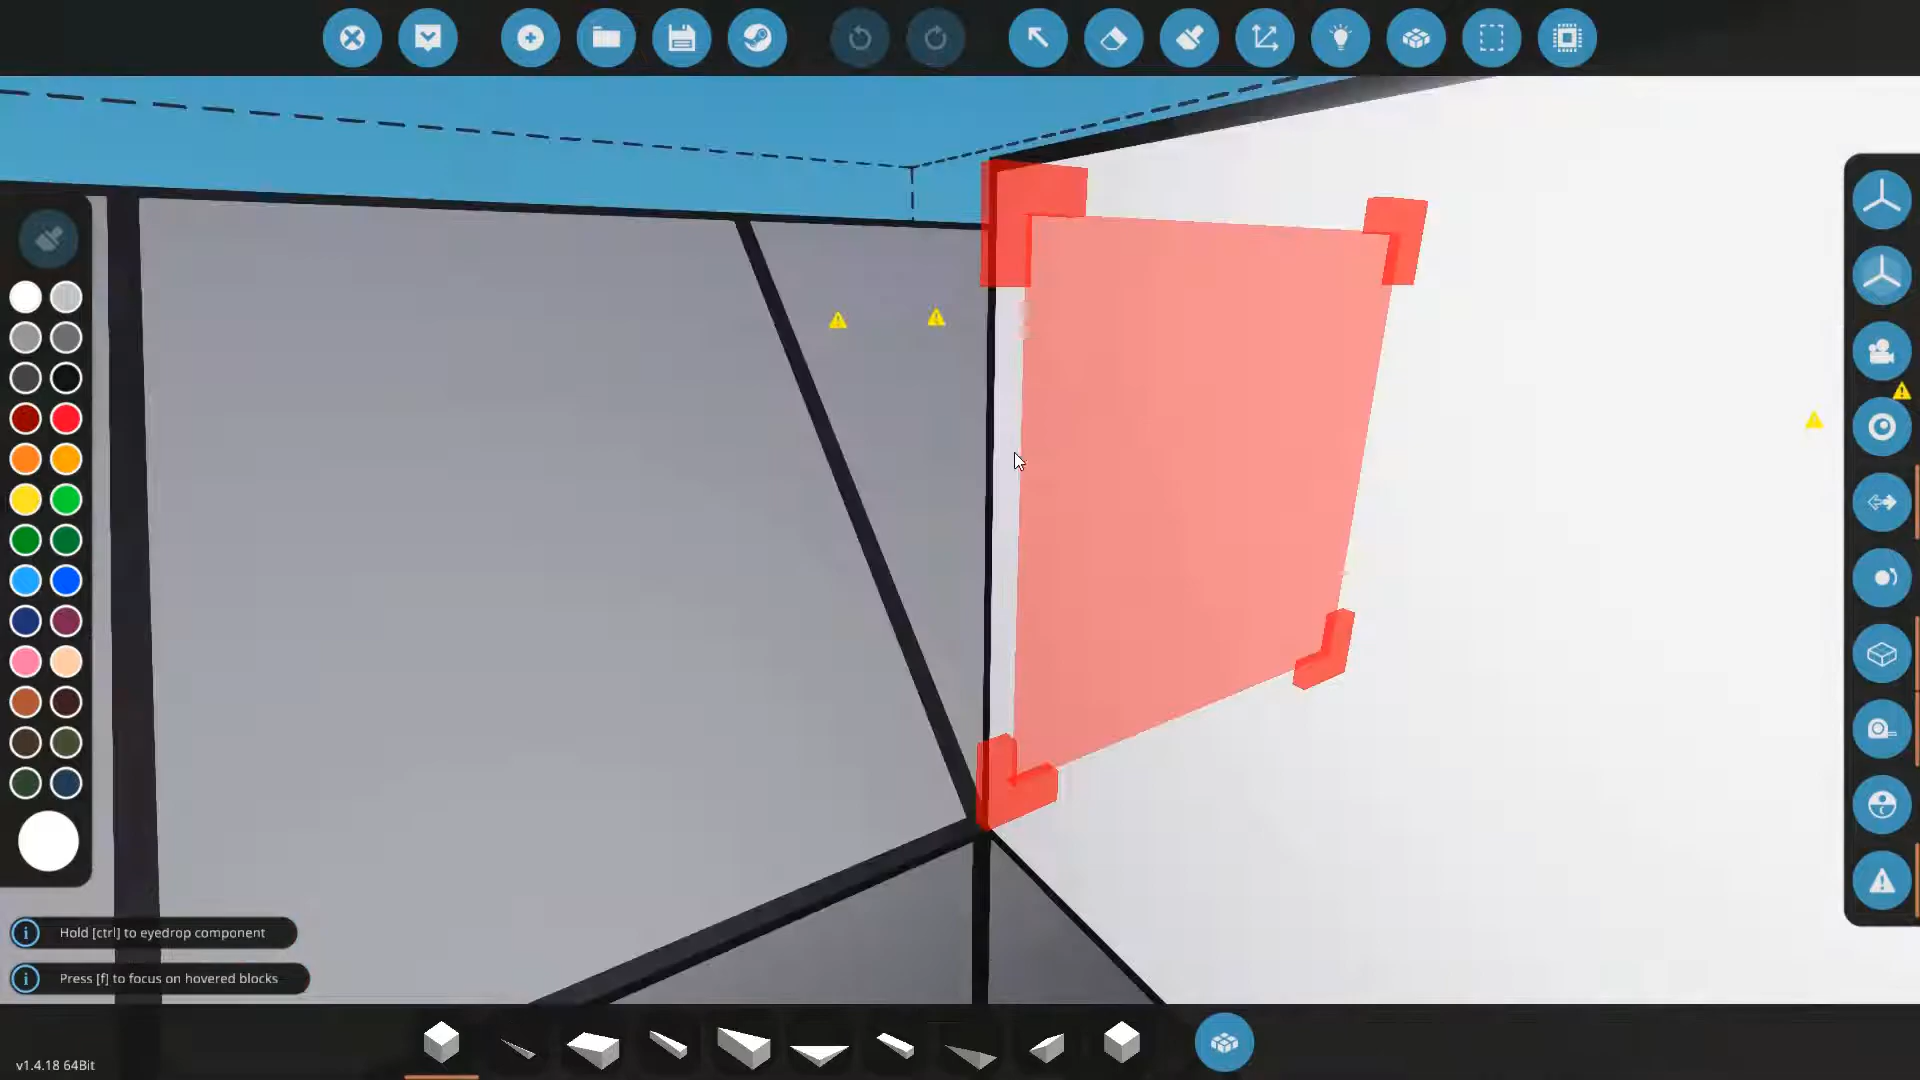 Hold [ctrl] to eyedrop component
Press [f] to focus on hovered blocks
v1.4.18 64Bit